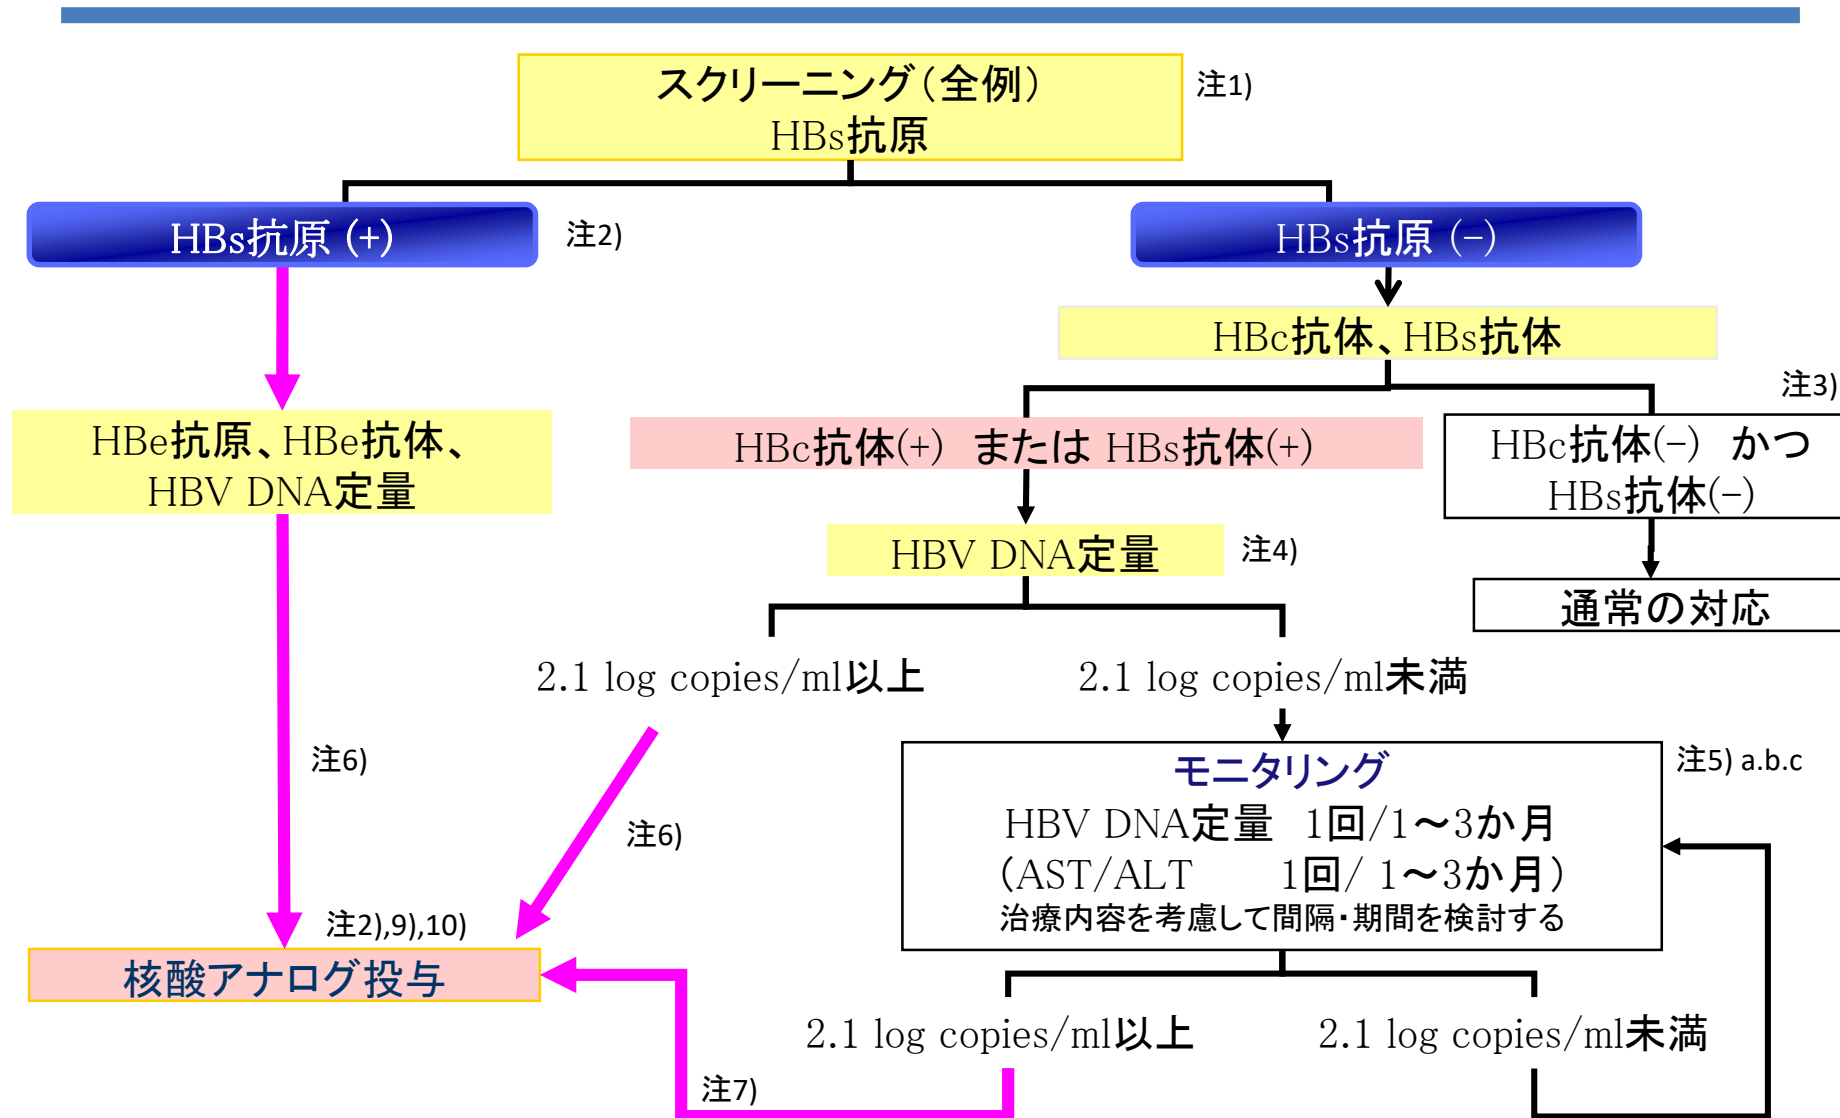 スクリーニング(全例)
HBs抗原
注1)
HBs抗原 (+)
注2)
HBs抗原 (−)
HBc抗体、HBs抗体
注3)
HBe抗原、HBe抗体、
HBV DNA定量
HBc抗体(+) または HBs抗体(+)
HBc抗体(−) かつ
HBs抗体(−)
HBV DNA定量
注4)
通常の対応
2.1 log copies/ml以上
2.1 log copies/ml未満
注6)
注6)
モニタリング
HBV DNA定量 1回/1〜3か月
(AST/ALT 1回/ 1〜3か月)
治療内容を考慮して間隔・期間を検討する
注5) a.b.c
注2),9),10)
核酸アナログ投与
2.1 log copies/ml以上
2.1 log copies/ml未満
注7)